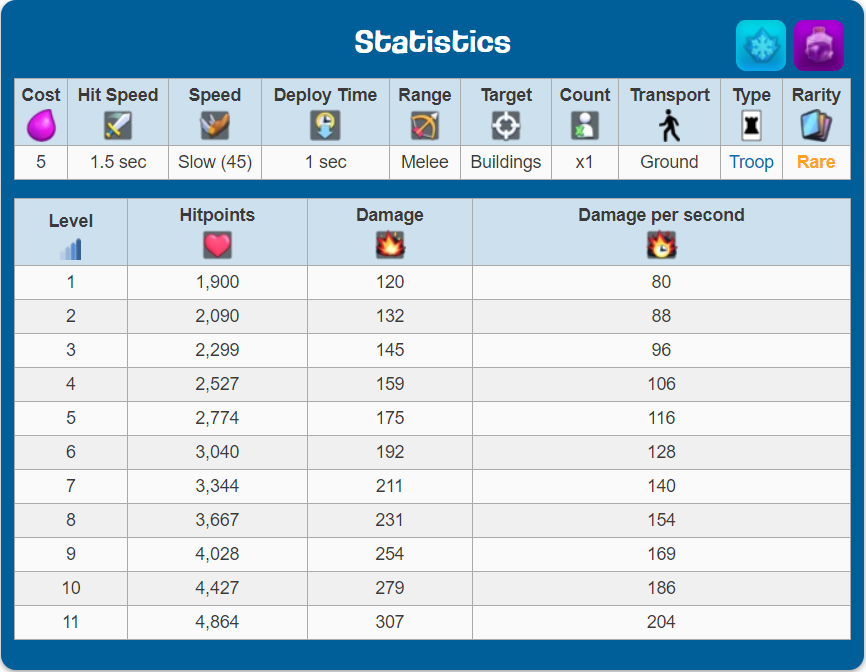 Statistics
Cost Hit Speed Speed Deploy Time Range Target Count Transport Type Rarity
5 1.5 sec Slow (45) 1 sec Melee Buildings x1 Ground Troop Rare
Level Hitpoints Damage Damage per second
1 1,900 120 80
2 2,090 132 88
3 2,299 145 96
4 2,527 159 106
5 2,774 175 116
6 3,040 192 128
7 3,344 211 140
8 3,667 231 154
9 4,028 254 169
10 4,427 279 186
11 4,864 307 204